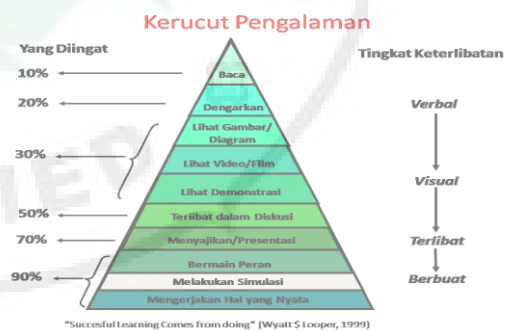 Kerucut Pengalaman
Yang Diingat
Tingkat Keterlibatan
10%
Baca
20%
Dengarkan
Verbal
Lihat Gambar/
Diagram
30%
Lihat Video/Film
Visual
Lihat Demonstrasi
50%
Terlibat dalam Diskusi
70%
Menyajikan/Presentasi
Terlibat
Bermain Peran
90%
Melakukan Simulasi
Berbuat
Mengerjakan Hal yang Nyata
"Succesful Learning Comes from doing" (Wyatt $ Looper, 1999)